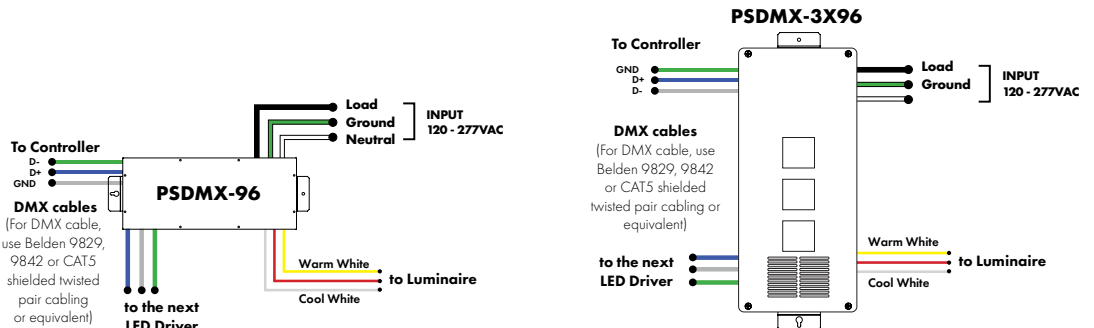 Load
Ground
Neutral
INPUT
120 - 277VAC
To Controller
D-
D+
GND
PSDMX-96
DMX cables
(For DMX cable,
use Belden 9829,
9842 or CAT5
shielded twisted
pair cabling
or equivalent)
Warm White
to Luminaire
Cool White
to the next
LED Driver
PSDMX-3X96
To Controller
GND
D+
D-
Load
Ground
INPUT
120 - 277VAC
DMX cables
(For DMX cable, use
Belden 9829, 9842
or CAT5 shielded
twisted pair cabling or
equivalent)
to the next
LED Driver
Warm White
to Luminaire
Cool White